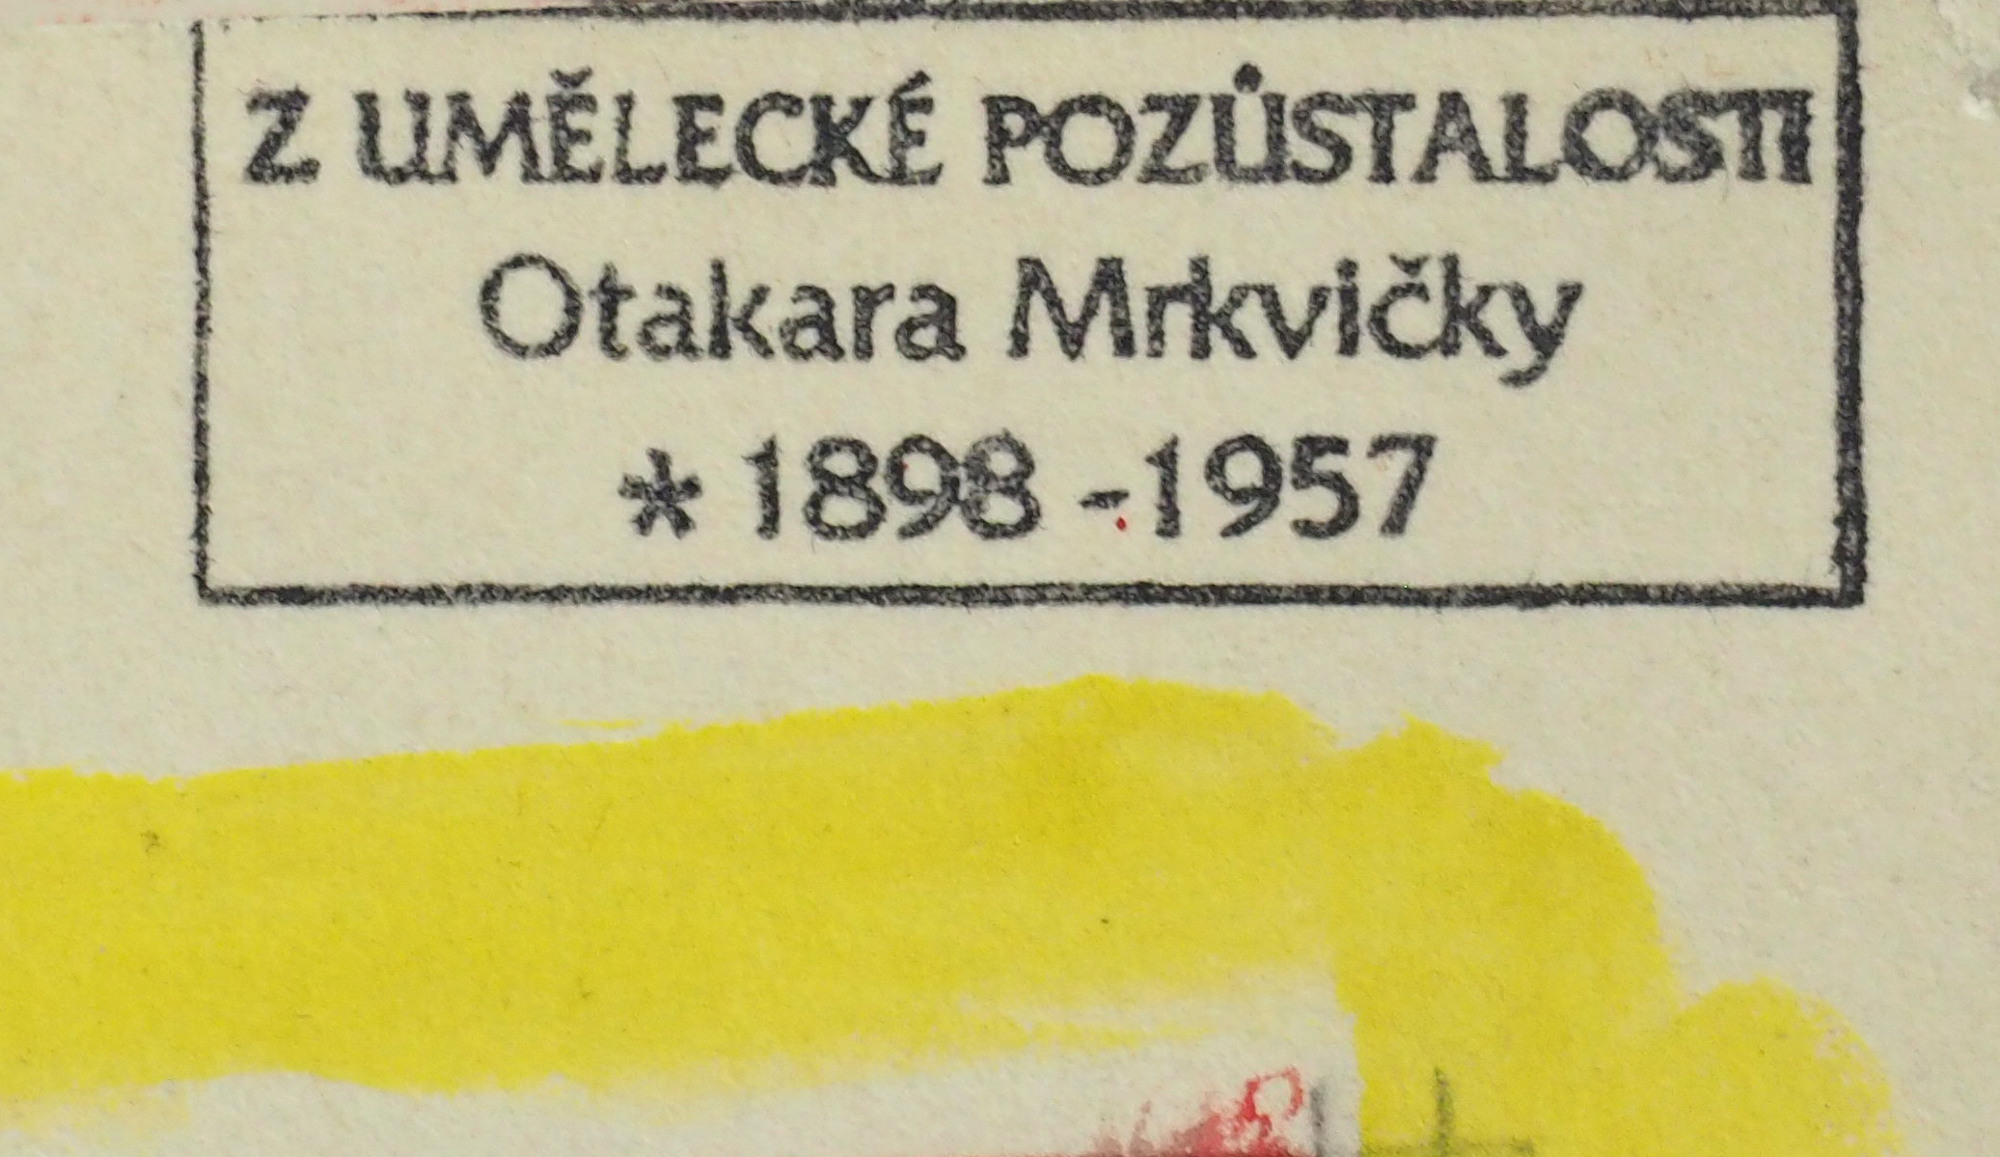 Z UMĚLECKÉ POZŮSTALOSTI
Otakara Mrkvičky
* 1898 - 1957